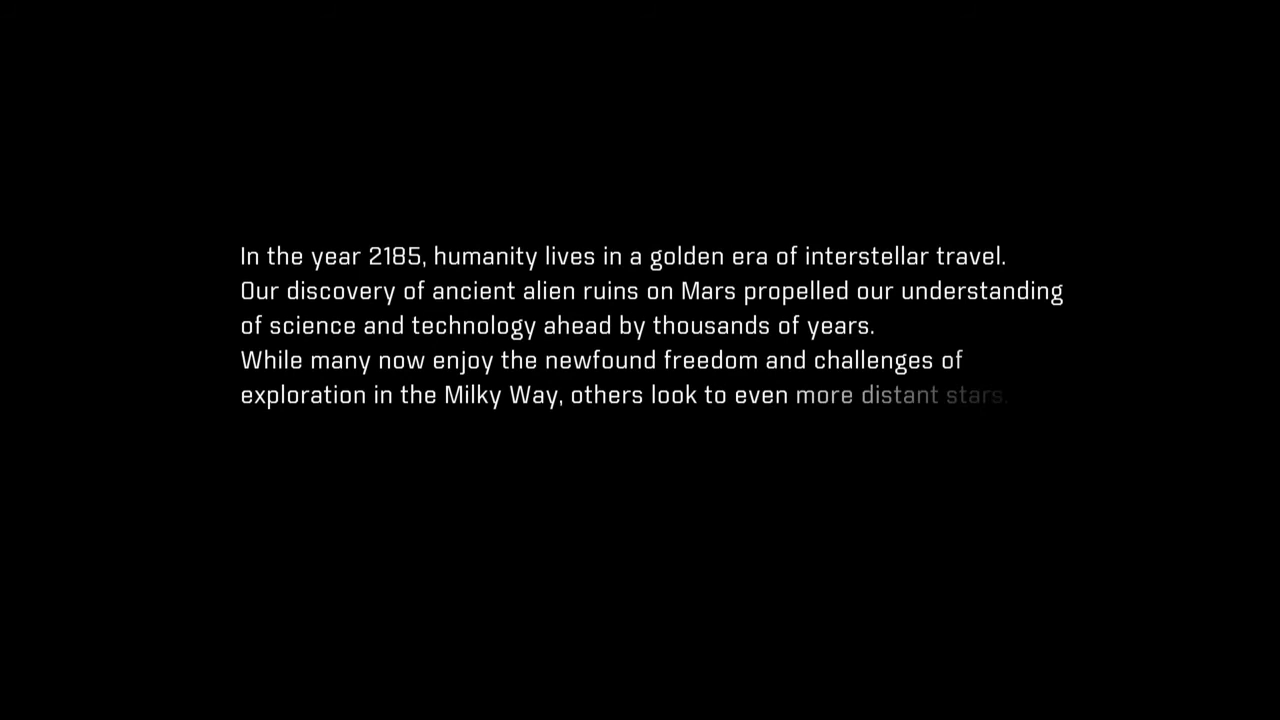 In the year 2185, humanity lives in a golden era of interstellar travel.
Our discovery of ancient alien ruins on Mars propelled our understanding
of science and technology ahead by thousands of years.
While many now enjoy the newfound freedom and challenges of
exploration in the Milky Way, others look to even more distant stars.